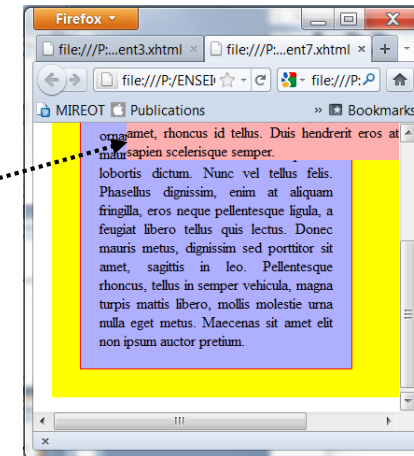 Firefox
file:///P:...ent3.xhtml × file:///P:...ent7.xhtml × + 
file:///P:/ENSEI file:///P:
MIREOT Publications » Bookmarks
amet, rhoncus id tellus. Duis hendrerit eros at
sapien scelerisque semper.
lobortis dictum. Nunc vel tellus felis.
Phasellus dignissim, enim at aliquam
fringilla, eros neque pellentesque ligula, a
feugiat libero tellus quis lectus. Donec
mauris metus, dignissim sed porttitor sit
amet, sagittis in leo. Pellentesque
rhoncus, tellus in semper vehicula, magna
turpis mattis libero, mollis molestie urna
nulla eget metus. Maecenas sit amet elit
non ipsum auctor pretium.
×